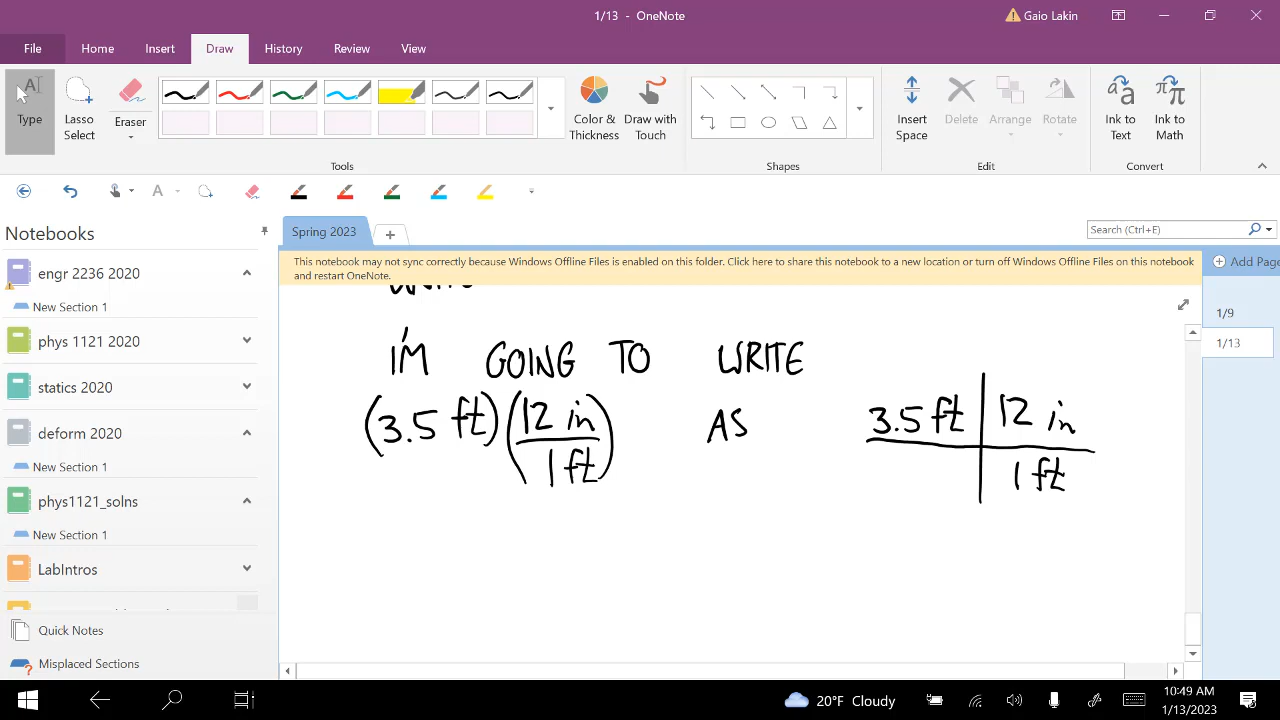 1/13 - OneNote
Gaio Lakin
File Home Insert Draw History Review View
Type
Lasso Select
Eraser
Color & Thickness
Draw with Touch
Insert Space
Delete
Arrange
Rotate
Ink to Text
Ink to Math
Tools
Shapes
Edit
Convert
Notebooks
Spring 2023
Search (Ctrl+E)
This notebook may not sync correctly because Windows Offline Files is enabled on this folder. Click here to share this notebook to a new location or turn off Windows Offline Files on this notebook
and restart OneNote.
Add Page
engr 2236 2020
New Section 1
phys 1121 2020
statics 2020
deform 2020
New Section 1
phys1121_solns
New Section 1
LabIntros
Quick Notes
Misplaced Sections
1/9
1/13
I'M GOING TO WRITE
(3.5 ft)(12 in / 1 ft) AS 3.5 ft | 12 in
1 ft
20°F Cloudy
10:49 AM
1/13/2023